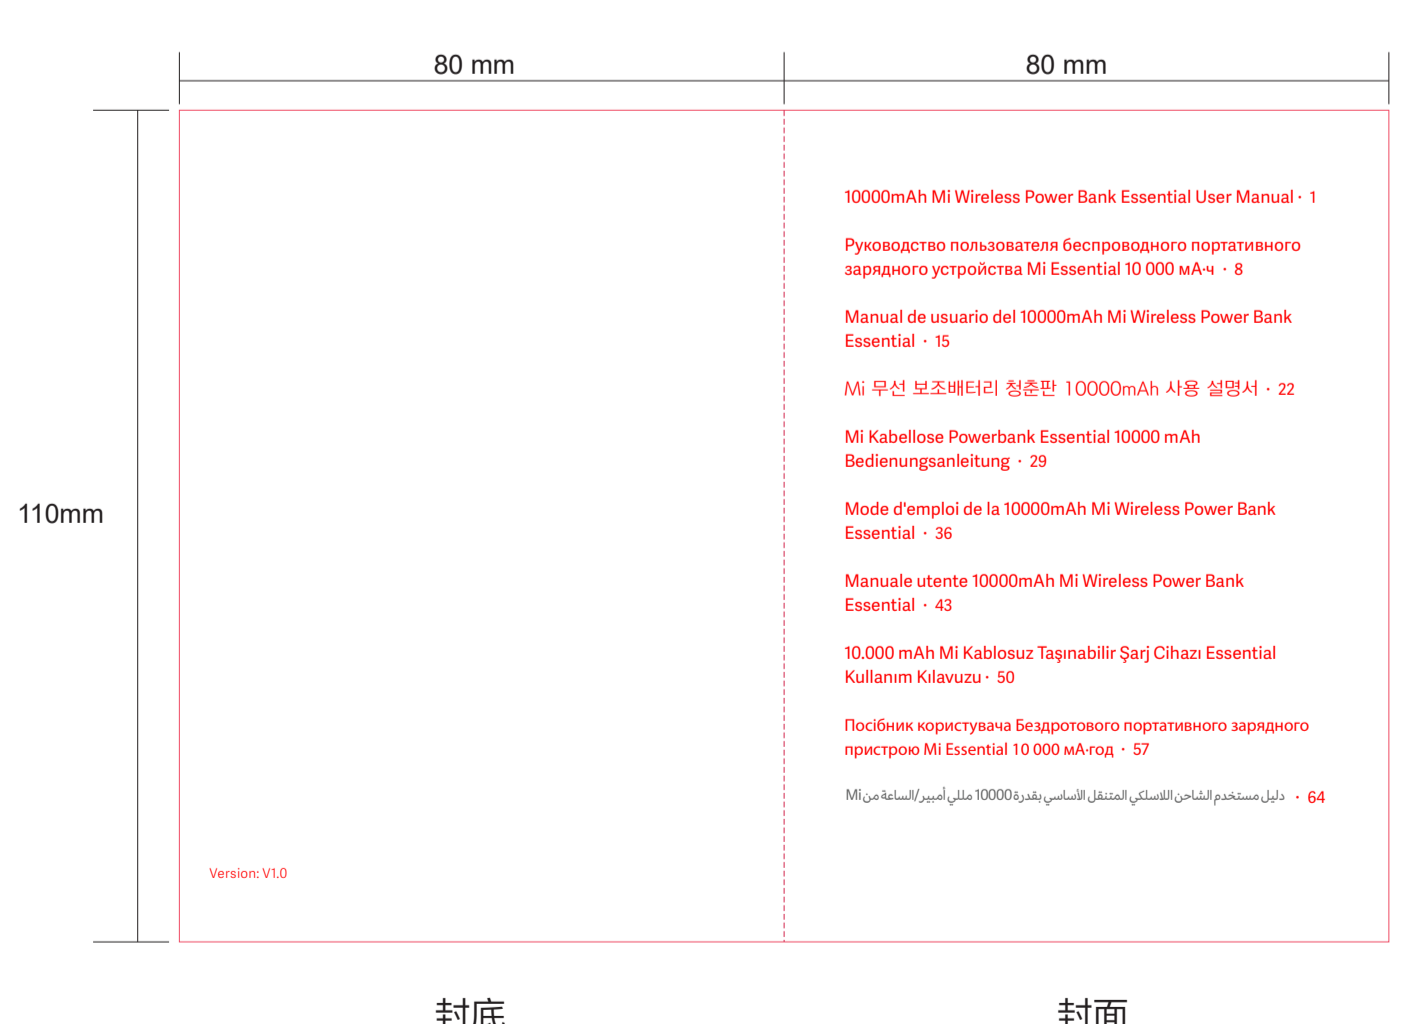 80 mm
80 mm
110mm
10000mAh Mi Wireless Power Bank Essential User Manual · 1
Руководство пользователя беспроводного портативного
зарядного устройства Mi Essential 10 000 мА·ч · 8
Manual de usuario del 10000mAh Mi Wireless Power Bank
Essential · 15
Mi 무선 보조배터리 청춘판 10000mAh 사용 설명서 · 22
Mi Kabellose Powerbank Essential 10000 mAh
Bedienungsanleitung · 29
Mode d'emploi de la 10000mAh Mi Wireless Power Bank
Essential · 36
Manuale utente 10000mAh Mi Wireless Power Bank
Essential · 43
10.000 mAh Mi Kablosuz Taşınabilir Şarj Cihazı Essential
Kullanım Kılavuzu · 50
Посібник користувача Бездротового портативного зарядного
пристрою Mi Essential 10 000 мА·год · 57
دليل مستخدم الشاحن اللاسلكي المتنقل الأساسي بقدرة 10000 مللي أمبير/الساعة من Mi · 64
Version: V1.0
封底
封面